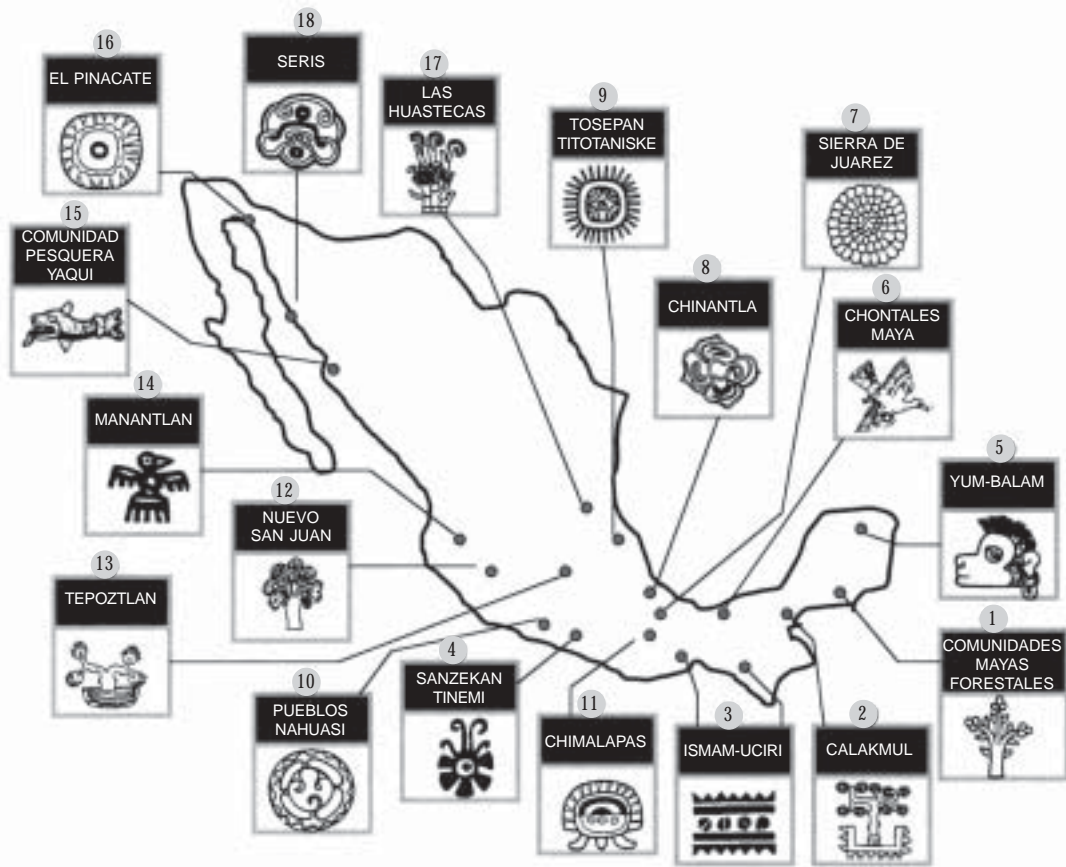 18
SERIS
16
EL PINACATE
17
LAS
HUASTECAS
9
TOSEPAN
TITOTANISKE
7
SIERRA DE
JUAREZ
15
COMUNIDAD
PESQUERA
YAQUI
8
CHINANTLA
6
CHONTALES
MAYA
14
MANANTLAN
5
YUM-BALAM
12
NUEVO
SAN JUAN
13
TEPOZTLAN
1
COMUNIDADES
MAYAS
FORESTALES
4
SANZEKAN
TINEMI
10
PUEBLOS
NAHUASI
11
CHIMALAPAS
3
ISMAM-UCIRI
2
CALAKMUL